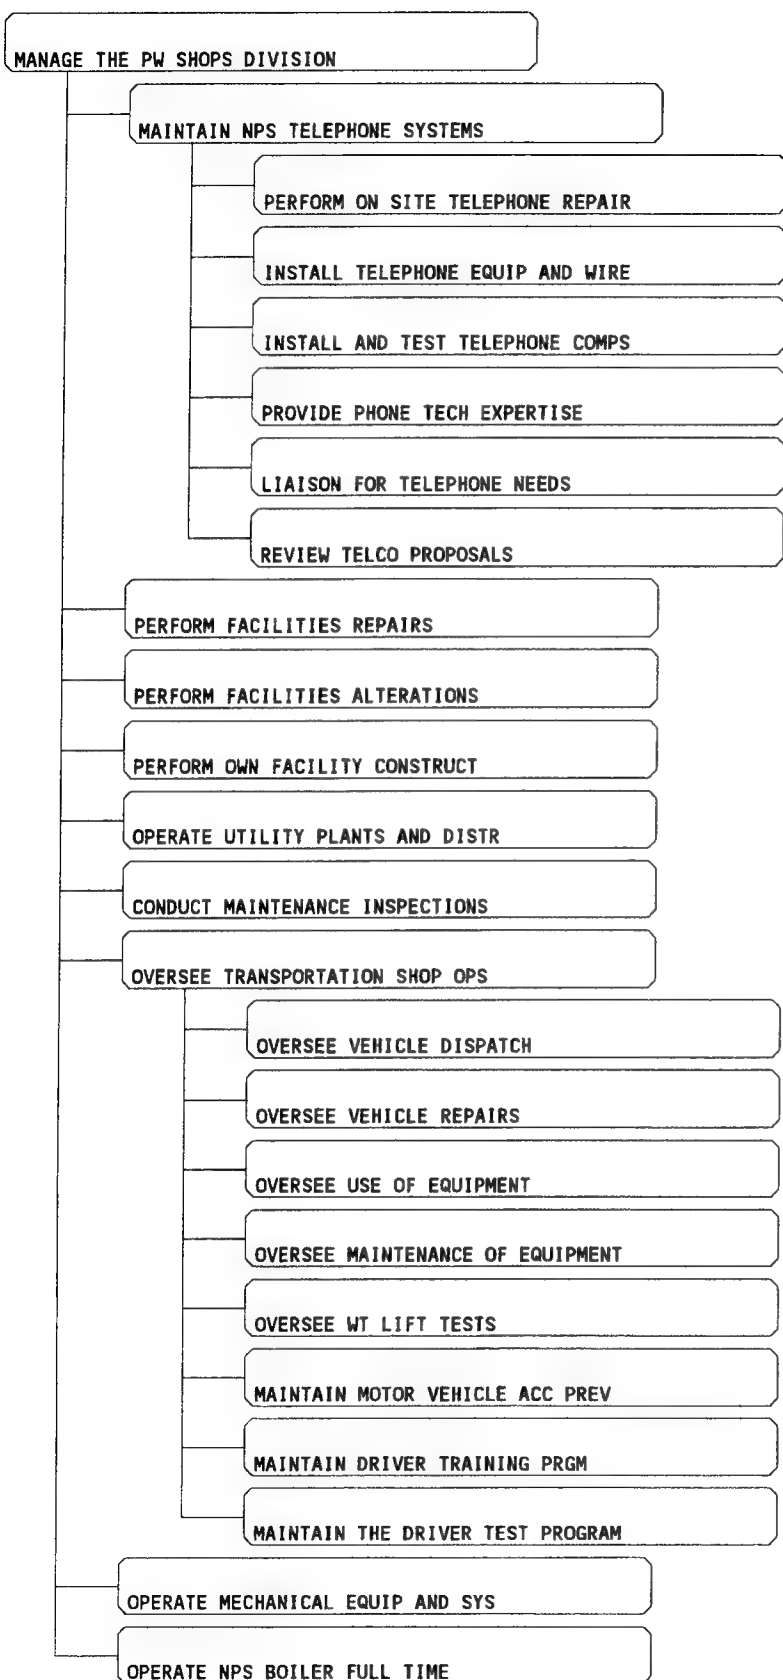 MANAGE THE PW SHOPS DIVISION
MAINTAIN NPS TELEPHONE SYSTEMS
PERFORM ON SITE TELEPHONE REPAIR
INSTALL TELEPHONE EQUIP AND WIRE
INSTALL AND TEST TELEPHONE COMPS
PROVIDE PHONE TECH EXPERTISE
LIAISON FOR TELEPHONE NEEDS
REVIEW TELCO PROPOSALS
PERFORM FACILITIES REPAIRS
PERFORM FACILITIES ALTERATIONS
PERFORM OWN FACILITY CONSTRUCT
OPERATE UTILITY PLANTS AND DISTR
CONDUCT MAINTENANCE INSPECTIONS
OVERSEE TRANSPORTATION SHOP OPS
OVERSEE VEHICLE DISPATCH
OVERSEE VEHICLE REPAIRS
OVERSEE USE OF EQUIPMENT
OVERSEE MAINTENANCE OF EQUIPMENT
OVERSEE WT LIFT TESTS
MAINTAIN MOTOR VEHICLE ACC PREV
MAINTAIN DRIVER TRAINING PRGM
MAINTAIN THE DRIVER TEST PROGRAM
OPERATE MECHANICAL EQUIP AND SYS
OPERATE NPS BOILER FULL TIME